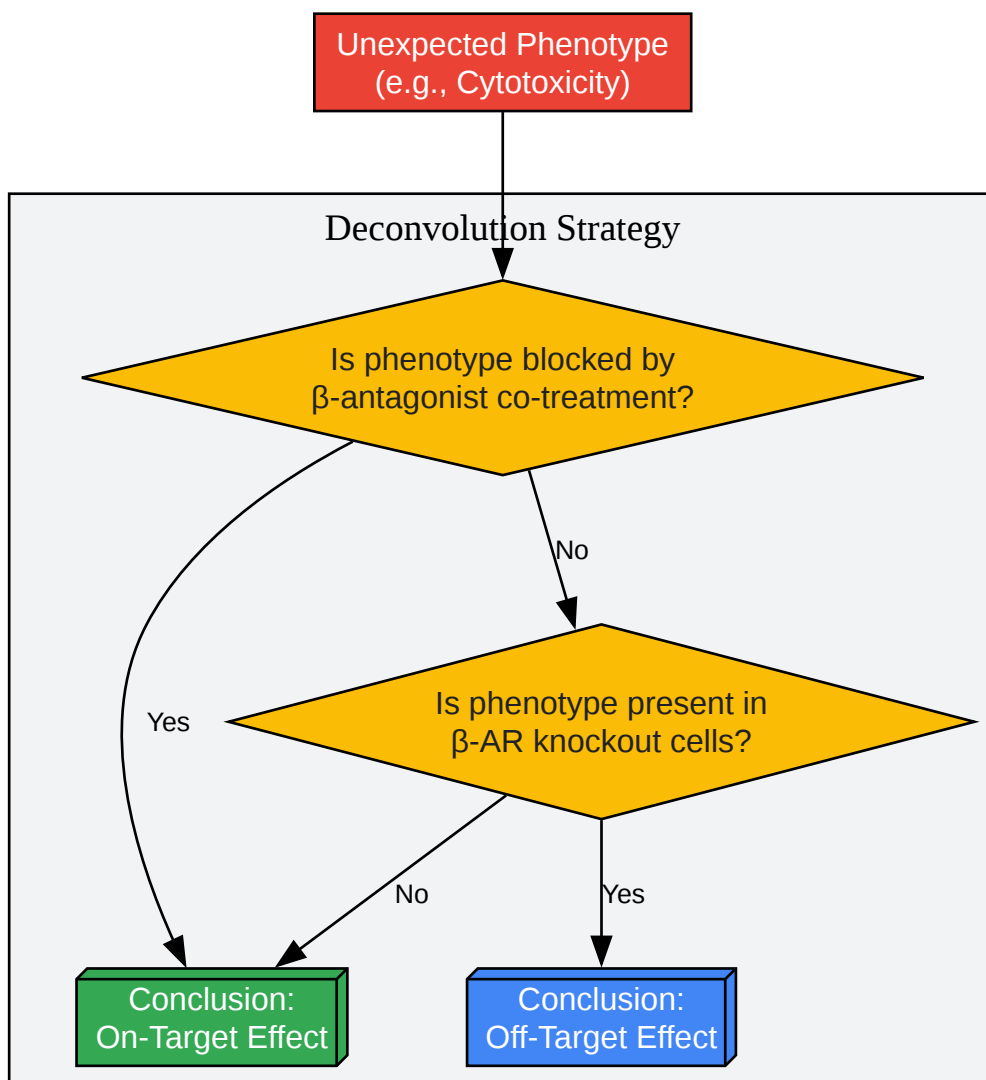 Unexpected Phenotype
(e.g., Cytotoxicity)
Deconvolution Strategy
Is phenotype blocked by
β-antagonist co-treatment?
No
Is phenotype present in
β-AR knockout cells?
Yes
No
Yes
Conclusion:
On-Target Effect
Conclusion:
Off-Target Effect